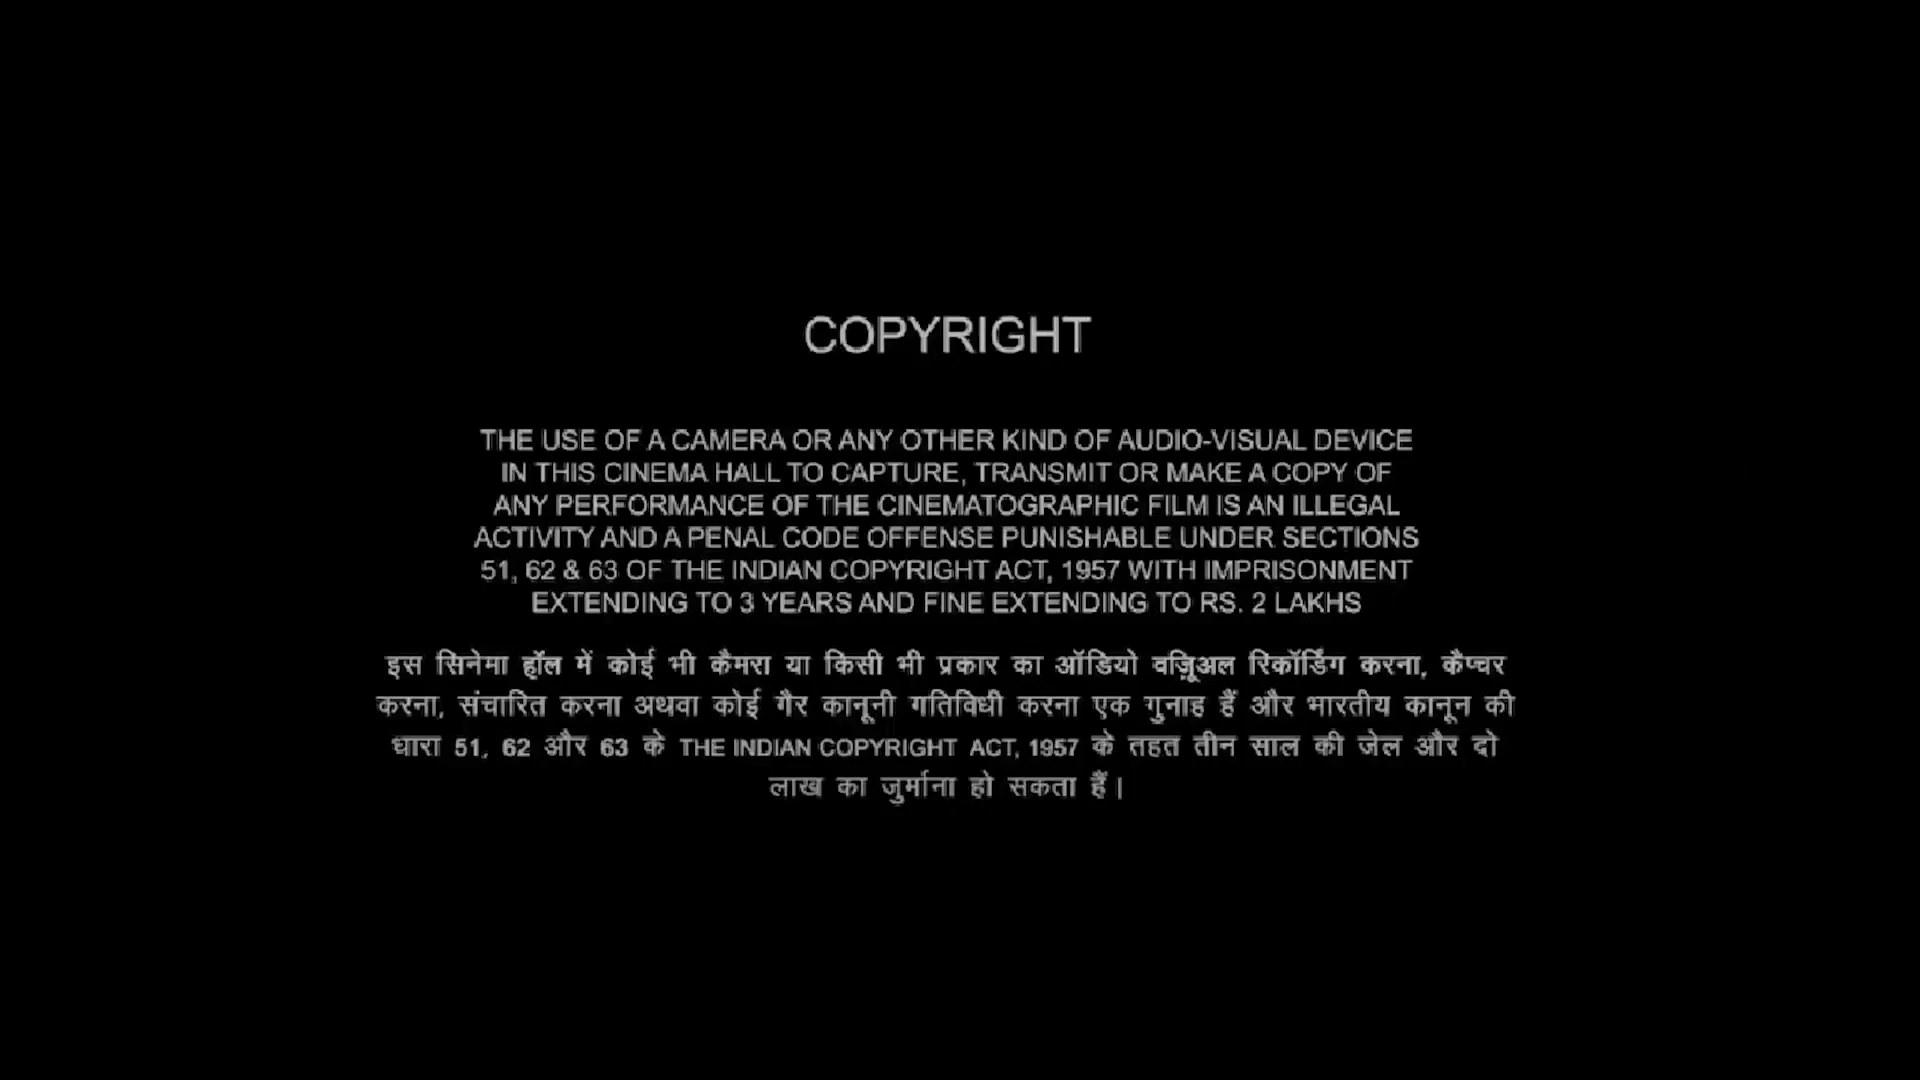 COPYRIGHT
THE USE OF A CAMERA OR ANY OTHER KIND OF AUDIO-VISUAL DEVICE
IN THIS CINEMA HALL TO CAPTURE, TRANSMIT OR MAKE A COPY OF
ANY PERFORMANCE OF THE CINEMATOGRAPHIC FILM IS AN ILLEGAL
ACTIVITY AND A PENAL CODE OFFENSE PUNISHABLE UNDER SECTIONS
51, 62 & 63 OF THE INDIAN COPYRIGHT ACT, 1957 WITH IMPRISONMENT
EXTENDING TO 3 YEARS AND FINE EXTENDING TO RS. 2 LAKHS
इस सिनेमा हॉल में कोई भी कैमरा या किसी भी प्रकार का ऑडियो वज़िुअल रिकॉर्डिंग करना, कैप्चर
करना, संचारित करना अथवा कोई गैर कानूनी गतिविधी करना एक गुनाह हैं और भारतीय कानून की
धारा 51, 62 और 63 के THE INDIAN COPYRIGHT ACT, 1957 के तहत तीन साल की जेल और दो
लाख का जुर्माना हो सकता हैं।